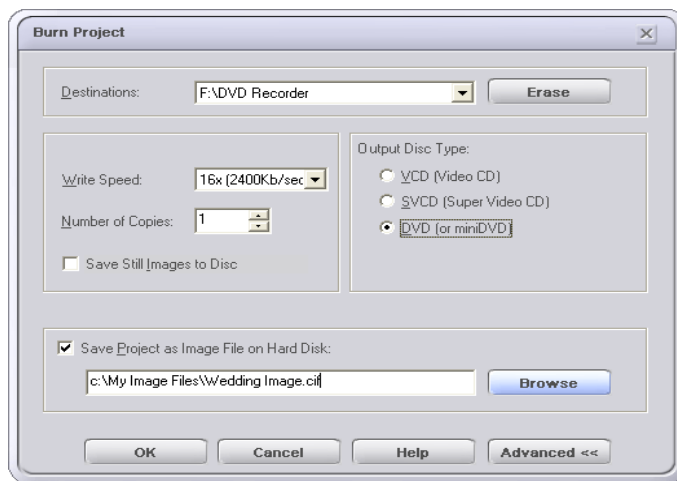 Burn Project
Destinations: F:\DVD Recorder Erase
Output Disc Type:
Write Speed: 16x (2400Kb/sec
VCD (Video CD)
SVCD (Super Video CD)
Number of Copies: 1
DVD (or miniDVD)
Save Still Images to Disc
Save Project as Image File on Hard Disk:
c:\My Image Files\Wedding Image.cif Browse
OK Cancel Help Advanced <<